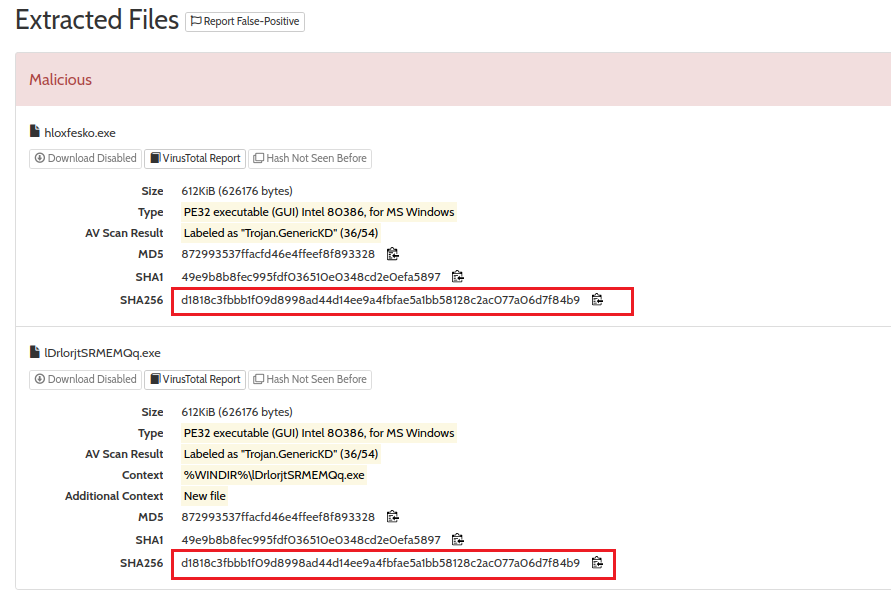 Extracted Files Report False-Positive
Malicious
hloxfesko.exe
Download Disabled VirusTotal Report Hash Not Seen Before
Size 612KiB (626176 bytes)
Type PE32 executable (GUI) Intel 80386, for MS Windows
AV Scan Result Labeled as "Trojan.GenericKD" (36/54)
MD5 872993537ffacfd46e4ffeef8f893328
SHA1 49e9b8b8fec995fdf036510e0348cd2e0efa5897
SHA256 d1818c3fbbb1f09d8998ad44d14ee9a4fbfae5a1bb58128c2ac077a06d7f84b9
lDrlorjtSRMEMQq.exe
Download Disabled VirusTotal Report Hash Not Seen Before
Size 612KiB (626176 bytes)
Type PE32 executable (GUI) Intel 80386, for MS Windows
AV Scan Result Labeled as "Trojan.GenericKD" (36/54)
Context %WINDIR%\lDrlorjtSRMEMQq.exe
Additional Context New file
MD5 872993537ffacfd46e4ffeef8f893328
SHA1 49e9b8b8fec995fdf036510e0348cd2e0efa5897
SHA256 d1818c3fbbb1f09d8998ad44d14ee9a4fbfae5a1bb58128c2ac077a06d7f84b9